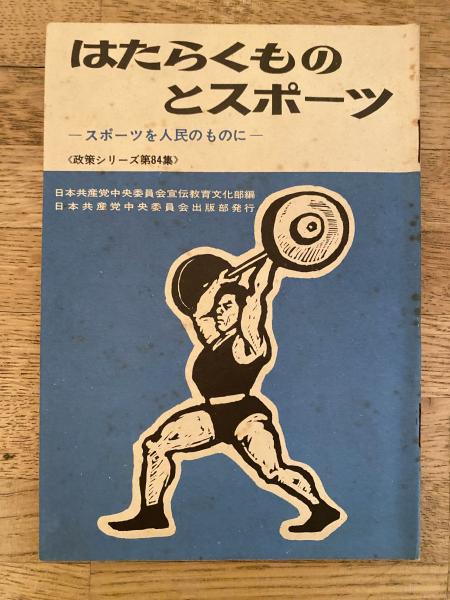 はたらくもの
とスポーツ
―スポーツを人民のものに―
《政策シリーズ第84集》
日本共産党中央委員会宣伝教育文化部編
日本共産党中央委員会出版部発行